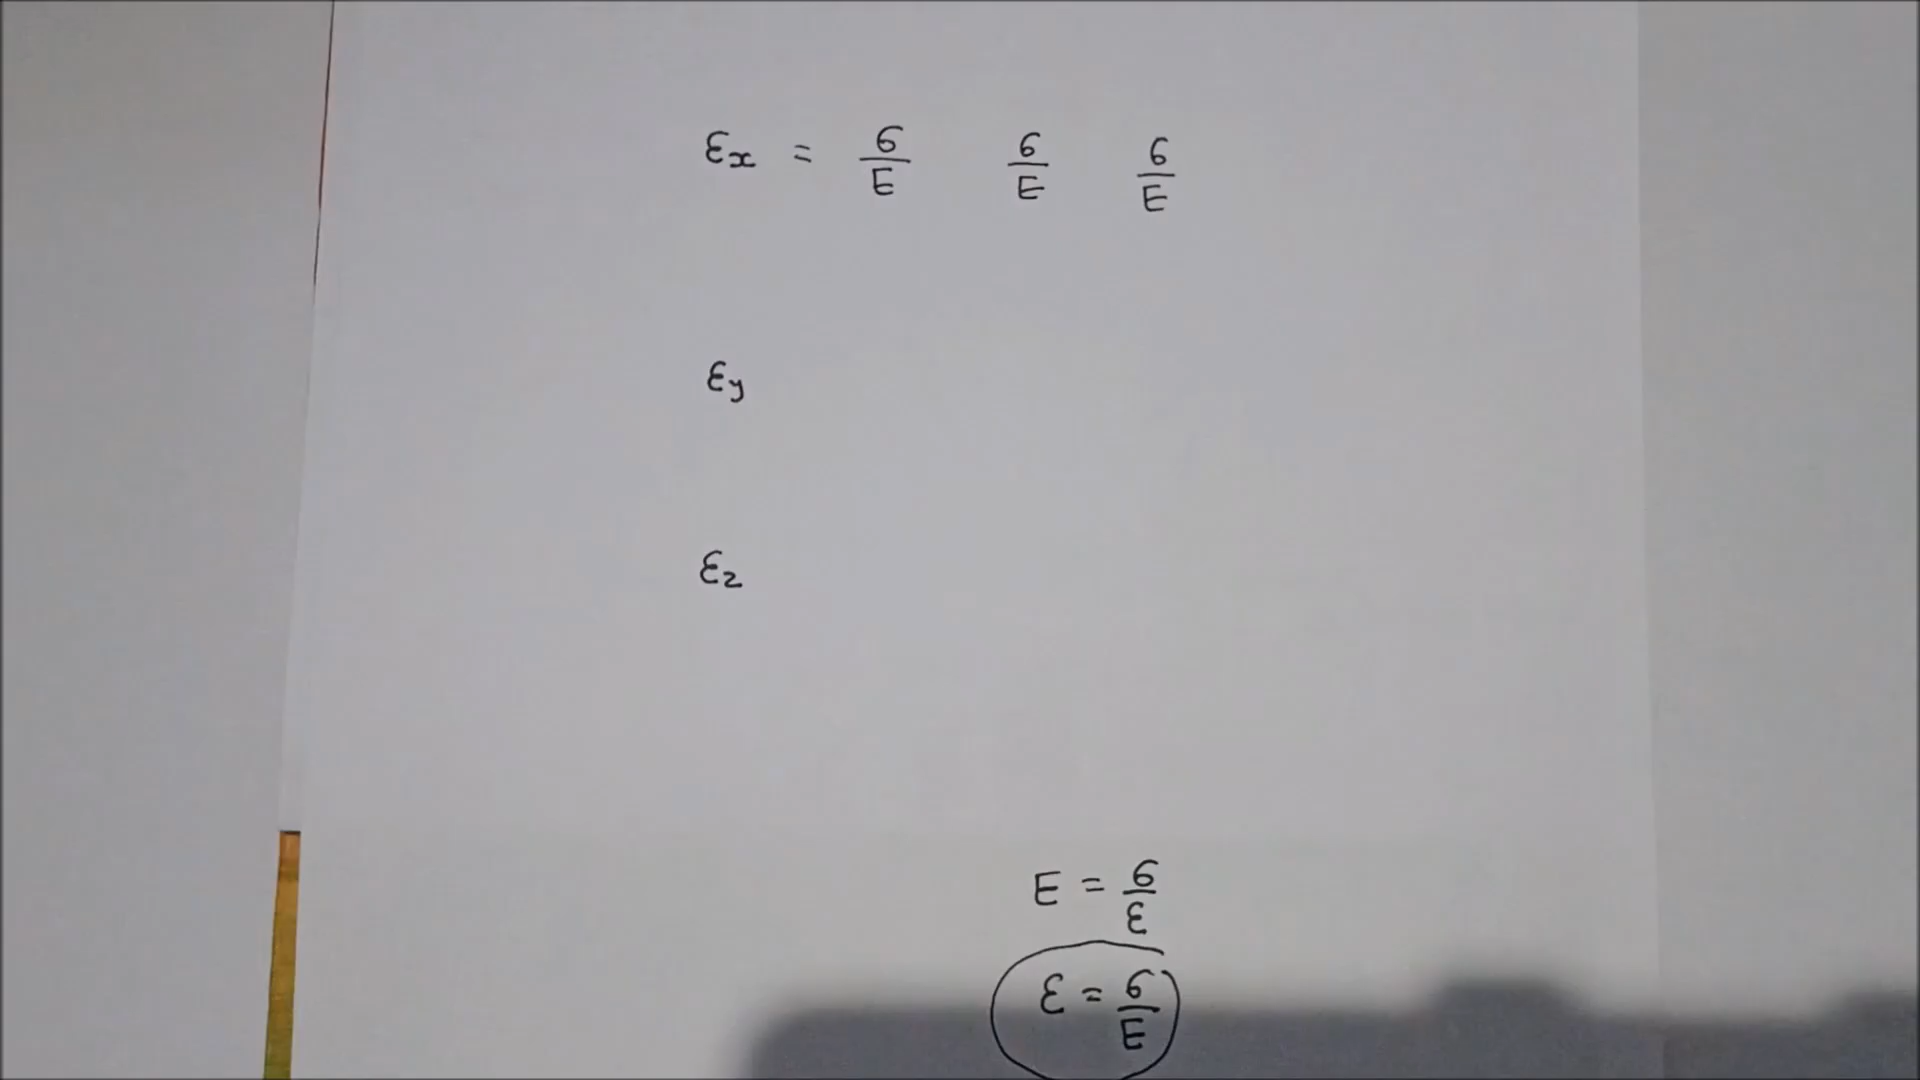 εx = σ/E σ/E σ/E
εy
εz
E = σ/ε
ε = σ/E